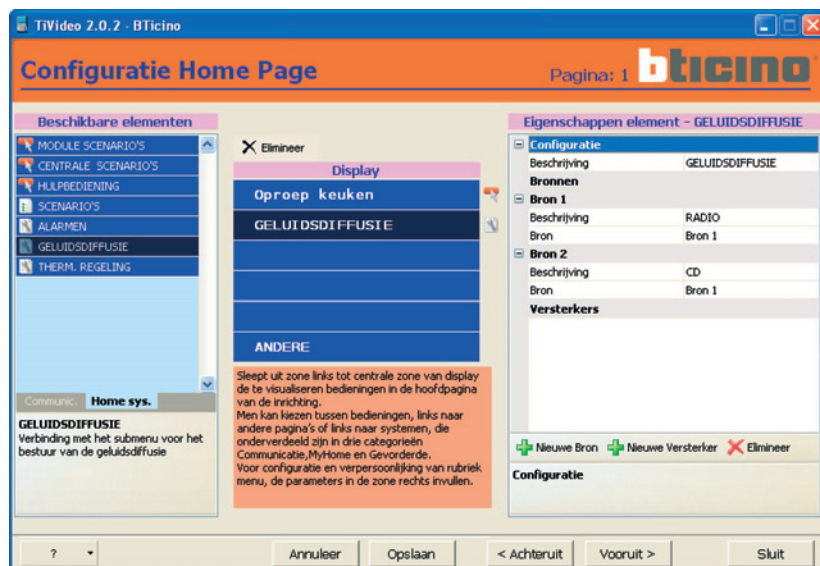 TiVideo 2.0.2 - BTicino
Configuratie Home Page
Pagina: 1
bticino
Beschikbare elementen
MODULE SCENARIO'S
CENTRALE SCENARIO'S
HULPBEDIENING
SCENARIO'S
ALARMEN
GELUIDSDIFFUSIE
THERM. REGELING
Communic. Home sys.
GELUIDSDIFFUSIE
Verbinding met het submenu voor het
bestuur van de geluidsdiffusie
Elimineer
Display
Oproep keuken
GELUIDSDIFFUSIE
ANDERE
Sleept uit zone links tot centrale zone van display
de te visualiseren bedieningen in de hoofdpagina
van de inrichting.
Men kan kiezen tussen bedieningen, links naar
andere pagina's of links naar systemen, die
onderverdeeld zijn in drie categorieën
Communicatie,MyHome en Gevorderde.
Voor configuratie en verpersoonlijking van rubriek
menu, de parameters in de zone rechts invullen.
Eigenschappen element - GELUIDSDIFFUSIE
Configuratie
Beschrijving GELUIDSDIFFUSIE
Bronnen
Bron 1
Beschrijving RADIO
Bron Bron 1
Bron 2
Beschrijving CD
Bron Bron 1
Versterkers
Nieuwe Bron Nieuwe Versterker Elimineer
Configuratie
? Annuleer Opslaan < Achteruit Vooruit > Sluit